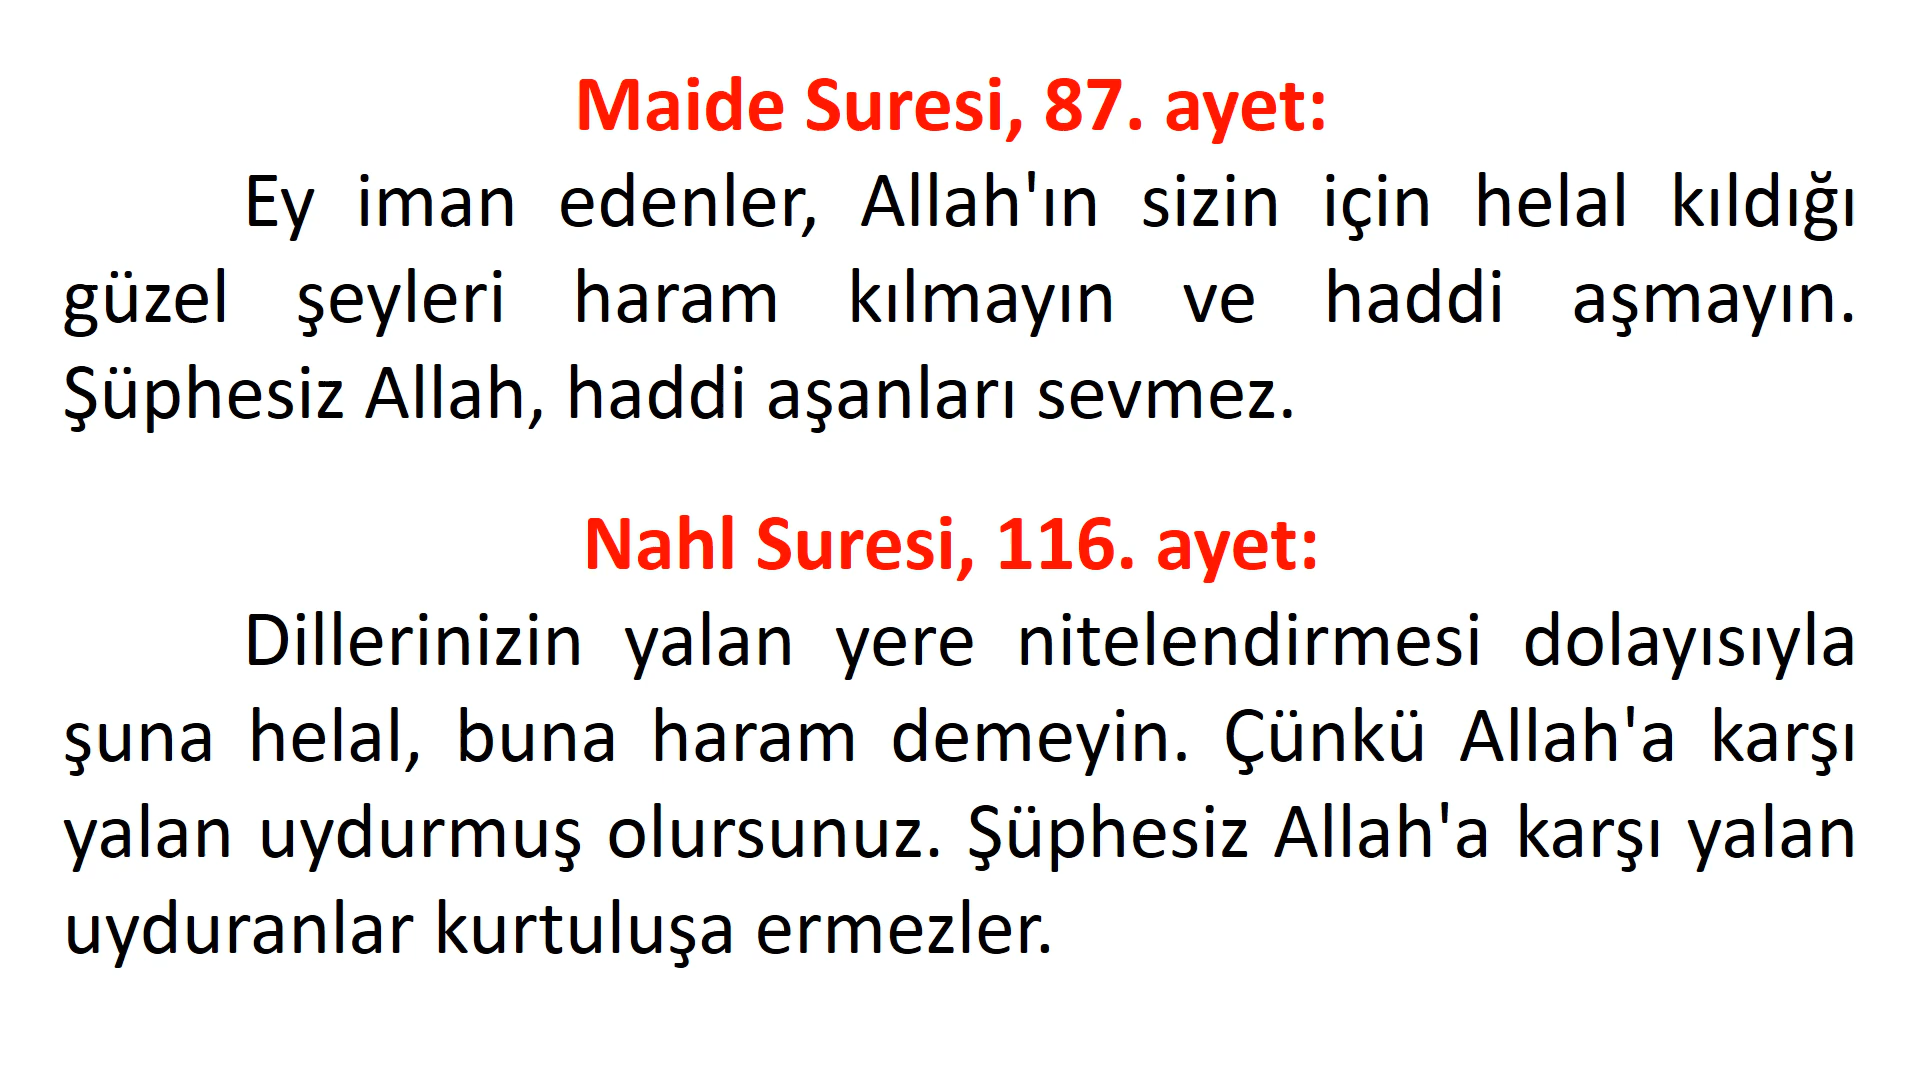 Maide Suresi, 87. ayet:
Ey iman edenler, Allah'ın sizin için helal kıldığı
güzel şeyleri haram kılmayın ve haddi aşmayın.
Şüphesiz Allah, haddi aşanları sevmez.
Nahl Suresi, 116. ayet:
Dillerinizin yalan yere nitelendirmesi dolayısıyla
şuna helal, buna haram demeyin. Çünkü Allah'a karşı
yalan uydurmuş olursunuz. Şüphesiz Allah'a karşı yalan
uyduranlar kurtuluşa ermezler.